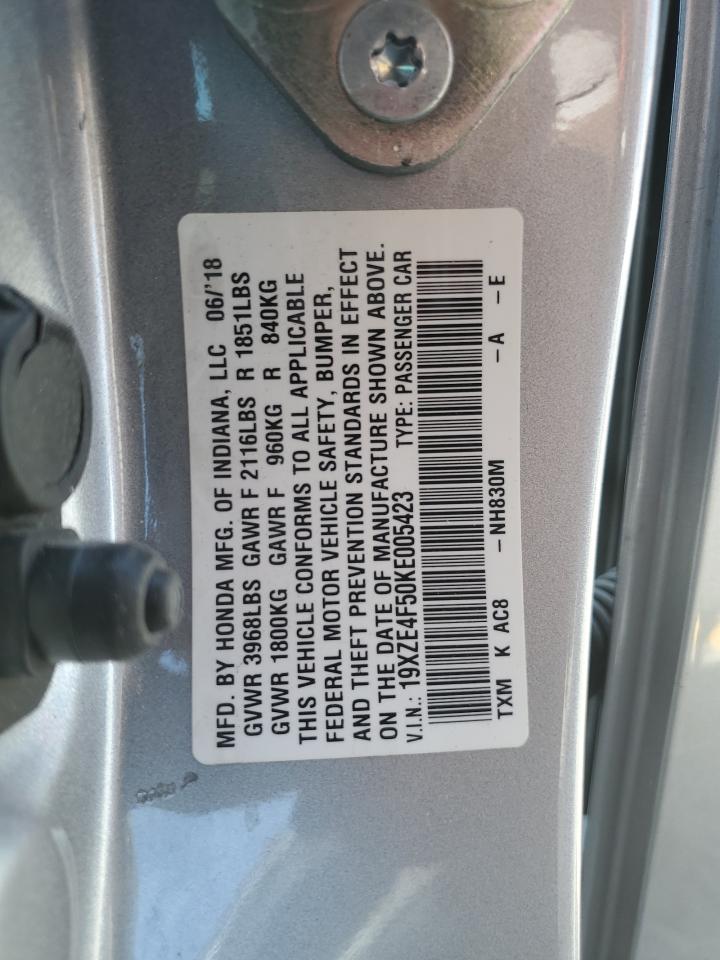 MFD. BY HONDA MFG. OF INDIANA, LLC 06/'18
GVWR 3968LBS GAWR F 2116LBS R 1851LBS
GVWR 1800KG GAWR F 960KG R 840KG
THIS VEHICLE CONFORMS TO ALL APPLICABLE
FEDERAL MOTOR VEHICLE SAFETY, BUMPER,
AND THEFT PREVENTION STANDARDS IN EFFECT
ON THE DATE OF MANUFACTURE SHOWN ABOVE.
V.I.N.: 19XZE4F50KE005423 TYPE: PASSENGER CAR
TXM K AC8 -NH830M -A -E